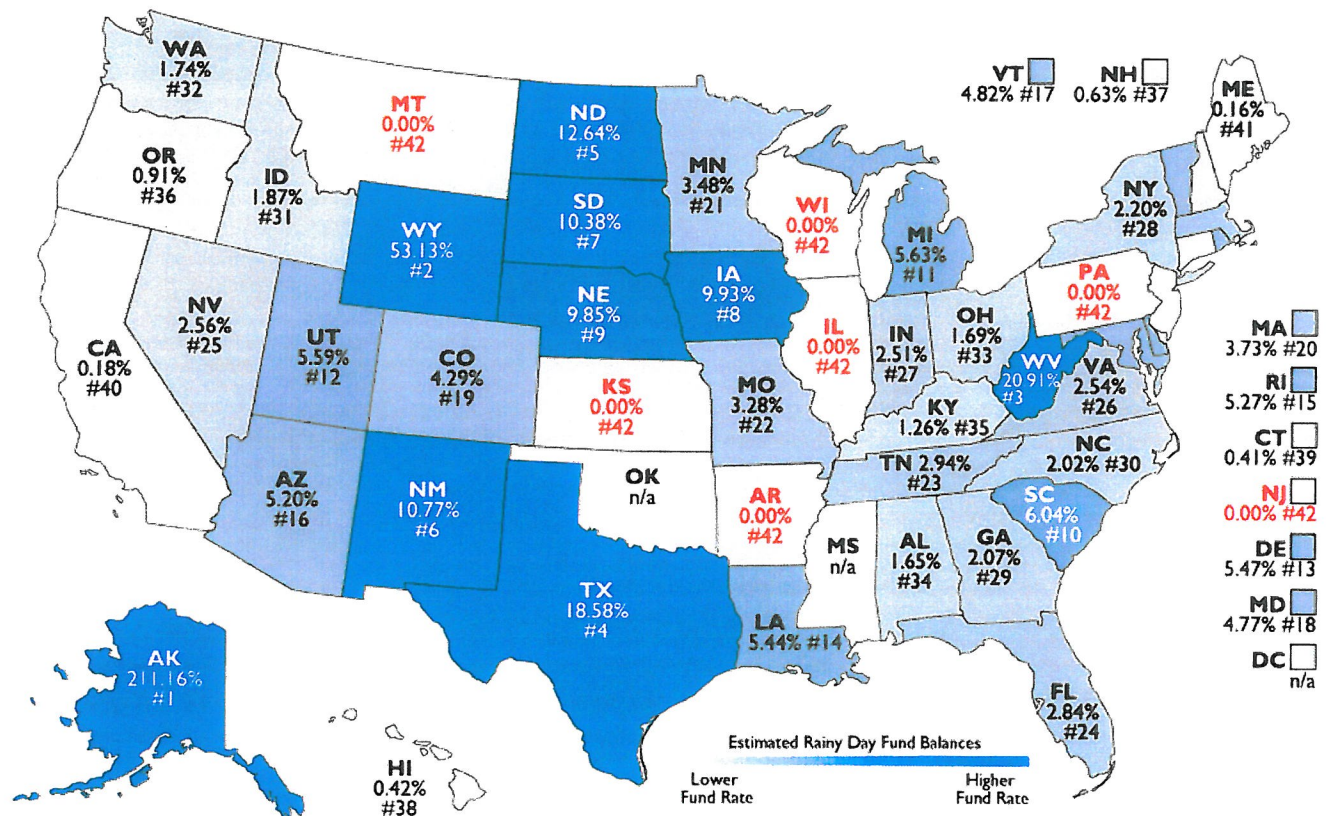 WA
1.74%
#32
MT
0.00%
#42
ND
12.64%
#5
MN
3.48%
#21
VT
4.82% #17
NH
0.63% #37
ME
0.16%
#41
OR
0.91%
#36
ID
1.87%
#31
WY
53.13%
#2
SD
10.38%
#7
WI
0.00%
#42
MI
5.63%
#11
NY
2.20%
#28
NV
2.56%
#25
UT
5.59%
#12
CO
4.29%
#19
NE
9.85%
#9
IA
9.93%
#8
IL
0.00%
#42
IN
2.51%
#27
OH
1.69%
#33
PA
0.00%
#42
CA
0.18%
#40
KS
0.00%
#42
MO
3.28%
#22
KY
1.26% #35
WV
20.91%
#3
VA
2.54%
#26
MA
3.73% #20
RI
5.27% #15
CT
0.41% #39
NJ
0.00% #42
DE
5.47% #13
MD
4.77% #18
DC
n/a
AZ
5.20%
#16
NM
10.77%
#6
OK
n/a
AR
0.00%
#42
TN 2.94%
#23
NC
2.02% #30
SC
6.04%
#10
MS
n/a
AL
1.65%
#34
GA
2.07%
#29
TX
18.58%
#4
LA
5.44% #14
FL
2.84%
#24
AK
211.16%
#1
HI
0.42%
#38
Estimated Rainy Day Fund Balances
Lower
Fund Rate
Higher
Fund Rate